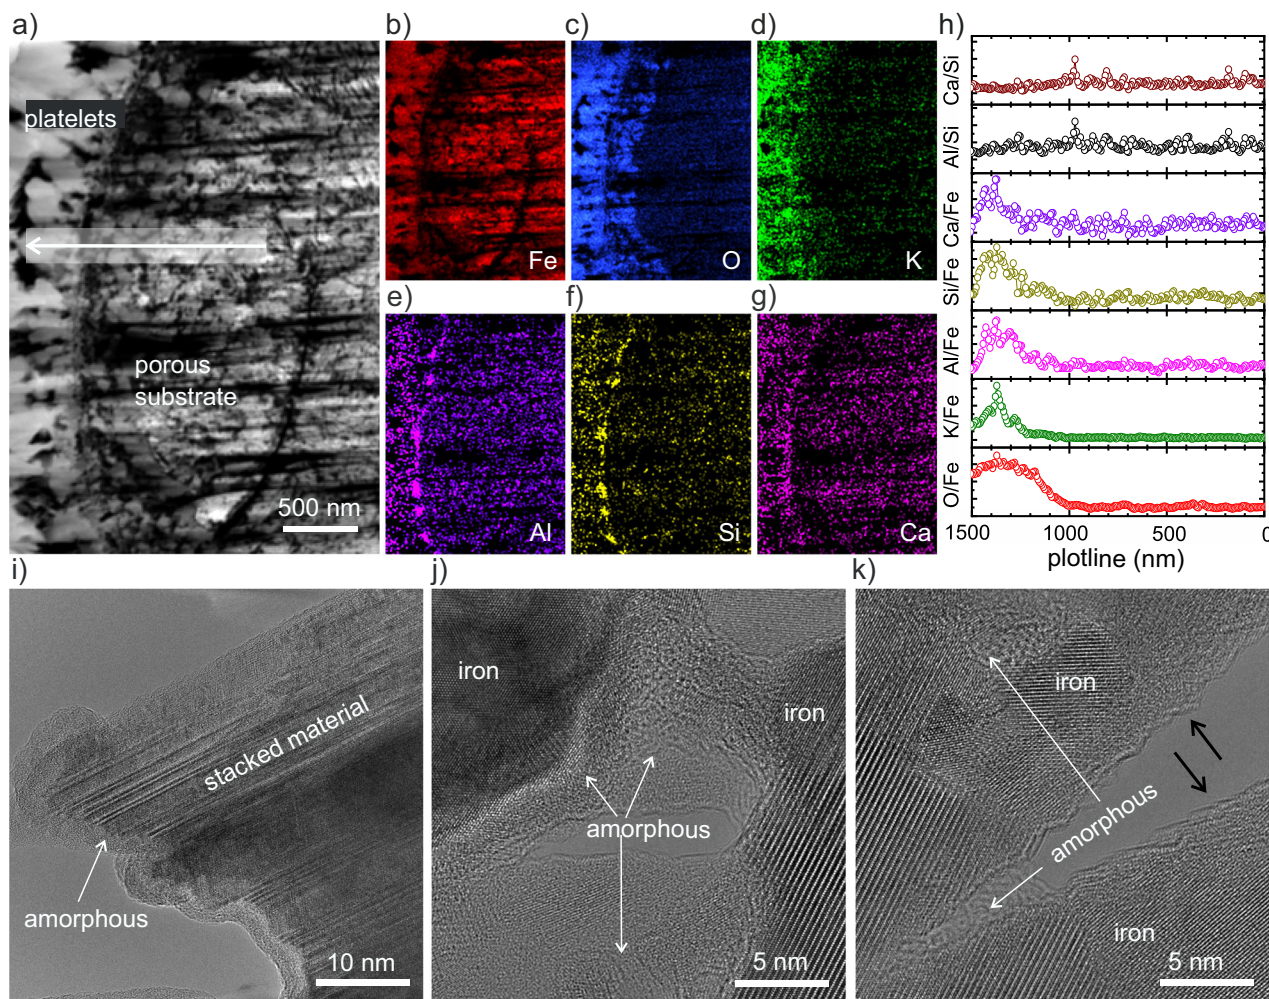 a)
b)
c)
d)
h)
platelets
porous
substrate
500 nm
Fe
O
K
e)
f)
g)
Al
Si
Ca
Ca/Si
Al/Si
Ca/Fe
Si/Fe
Al/Fe
K/Fe
O/Fe
1500 1000 500 0
plotline (nm)
i)
j)
k)
stacked material
amorphous
10 nm
iron
iron
amorphous
5 nm
iron
amorphous
iron
5 nm